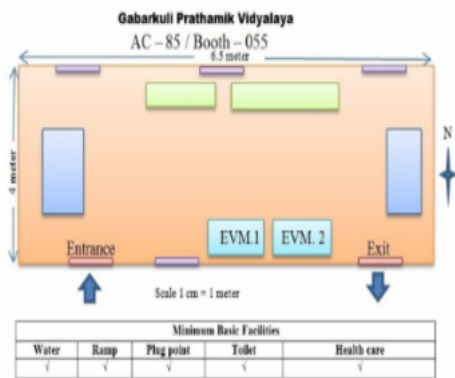 Gabarkuli Prathamik Vidyalaya
AC – 85 / Booth – 055
6.5 meter
4 meter
N
EVM.1
EVM. 2
Entrance
Exit
Scale 1 cm = 1 meter
Minimum Basic Facilities
Water Ramp Plug point Toilet Health care
√ √ √ √ √